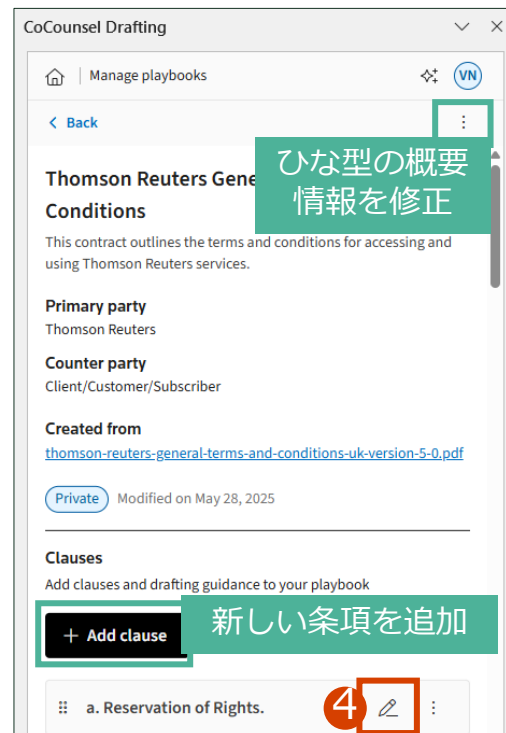 CoCounsel Drafting
Manage playbooks
VN
Back
ひな型の概要
情報を修正
Thomson Reuters Gene
Conditions
This contract outlines the terms and conditions for accessing and
using Thomson Reuters services.
Primary party
Thomson Reuters
Counter party
Client/Customer/Subscriber
Created from
thomson-reuters-general-terms-and-conditions-uk-version-5-0.pdf
Private Modified on May 28, 2025
Clauses
Add clauses and drafting guidance to your playbook
+ Add clause
新しい条項を追加
a. Reservation of Rights.
4